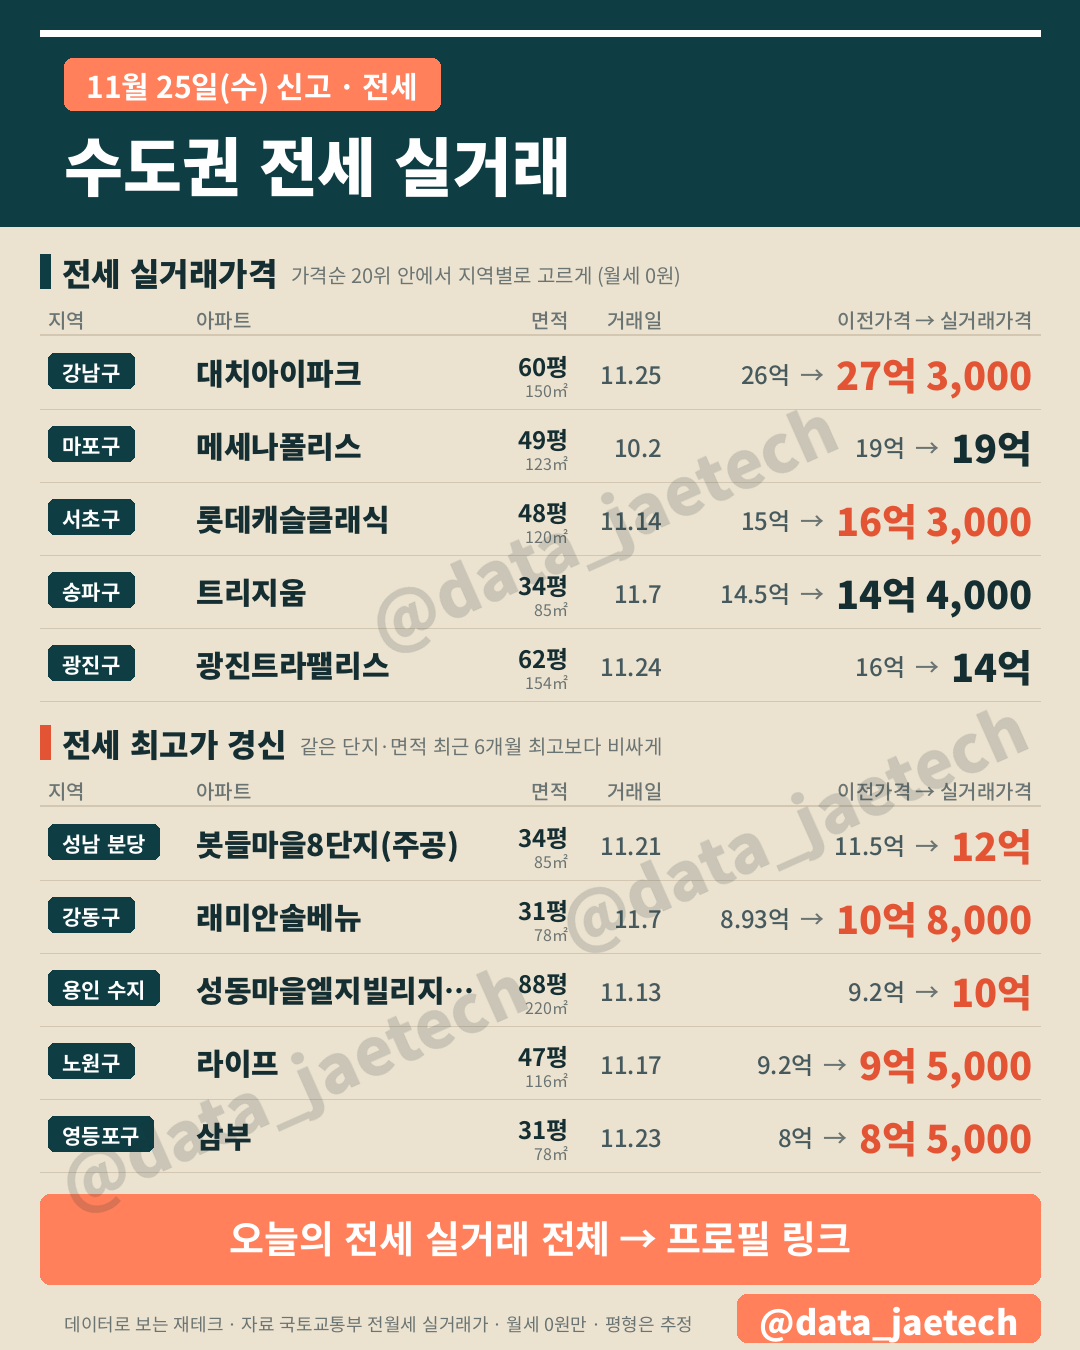 11월 25일(수) 신고 · 전세
수도권 전세 실거래
전세 실거래가격 가격순 20위 안에서 지역별로 고르게 (월세 0원)
지역 아파트 면적 거래일 이전가격 → 실거래가격
강남구 대치아이파크 60평 150㎡ 11.25 26억 → 27억 3,000
마포구 메세나폴리스 49평 123㎡ 10.2 19억 → 19억
서초구 롯데캐슬클래식 48평 120㎡ 11.14 15억 → 16억 3,000
송파구 트리지움 34평 85㎡ 11.7 14.5억 → 14억 4,000
광진구 광진트라팰리스 62평 154㎡ 11.24 16억 → 14억
전세 최고가 경신 같은 단지·면적 최근 6개월 최고보다 비싸게
지역 아파트 면적 거래일 이전가격 → 실거래가격
성남 분당 봇들마을8단지(주공) 34평 85㎡ 11.21 11.5억 → 12억
강동구 래미안솔베뉴 31평 78㎡ 11.7 8.93억 → 10억 8,000
용인 수지 성동마을엘지빌리지… 88평 220㎡ 11.13 9.2억 → 10억
노원구 라이프 47평 116㎡ 11.17 9.2억 → 9억 5,000
영등포구 삼부 31평 78㎡ 11.23 8억 → 8억 5,000
@data_jaetech
@data_jaetech
@data_jaetech
오늘의 전세 실거래 전체 → 프로필 링크
데이터로 보는 재테크 · 자료 국토교통부 전월세 실거래가 · 월세 0원만 · 평형은 추정
@data_jaetech